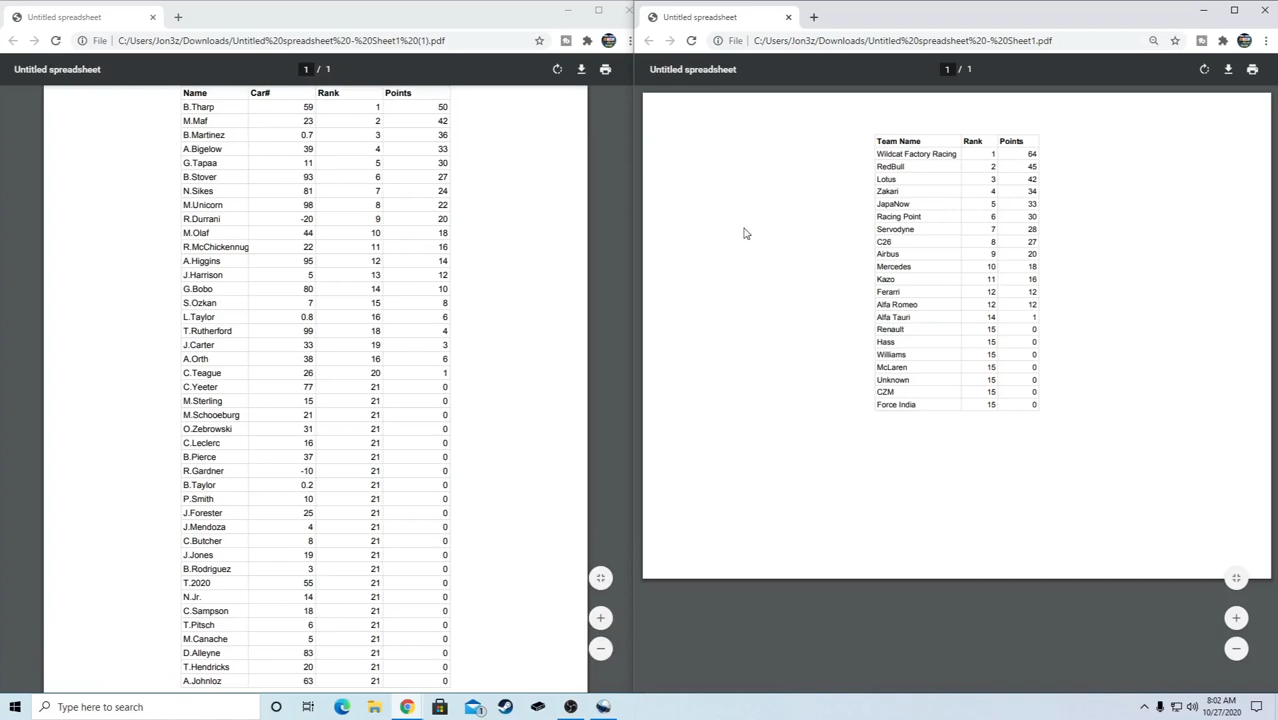 Untitled spreadsheet
File C:/Users/Jon3z/Downloads/Untitled%20spreadsheet%20-%20Sheet1%20(1).pdf
Untitled spreadsheet 1 / 1
Name Car# Rank Points
B.Tharp 59 1 50
M.Maf 23 2 42
B.Martinez 0.7 3 36
A.Bigelow 39 4 33
G.Tapaa 11 5 30
B.Stover 93 6 27
N.Sikes 81 7 24
M.Unicorn 98 8 22
R.Durrani -20 9 20
M.Olaf 44 10 18
R.McChickennug 22 11 16
A.Higgins 95 12 14
J.Harrison 5 13 12
G.Bobo 80 14 10
S.Ozkan 7 15 8
L.Taylor 0.8 16 6
T.Rutherford 99 18 4
J.Carter 33 19 3
A.Orth 38 16 6
C.Teague 26 20 1
C.Yeeter 77 21 0
M.Sterling 15 21 0
M.Schooeburg 21 21 0
O.Zebrowski 31 21 0
C.Leclerc 16 21 0
B.Pierce 37 21 0
R.Gardner -10 21 0
B.Taylor 0.2 21 0
P.Smith 10 21 0
J.Forester 25 21 0
J.Mendoza 4 21 0
C.Butcher 8 21 0
J.Jones 19 21 0
B.Rodriguez 3 21 0
T.2020 55 21 0
N.Jr. 14 21 0
C.Sampson 18 21 0
T.Pitsch 6 21 0
M.Canache 5 21 0
D.Alleyne 83 21 0
T.Hendricks 20 21 0
A.Johnloz 63 21 0
Untitled spreadsheet
File C:/Users/Jon3z/Downloads/Untitled%20spreadsheet%20-%20Sheet1.pdf
Untitled spreadsheet 1 / 1
Team Name Rank Points
Wildcat Factory Racing 1 64
RedBull 2 45
Lotus 3 42
Zakari 4 34
JapaNow 5 33
Racing Point 6 30
Servodyne 7 28
C26 8 27
Airbus 9 20
Mercedes 10 18
Kazo 11 16
Ferarri 12 12
Alfa Romeo 12 12
Alfa Tauri 14 1
Renault 15 0
Hass 15 0
Williams 15 0
McLaren 15 0
Unknown 15 0
CZM 15 0
Force India 15 0
Type here to search
1
8:02 AM
10/27/2020